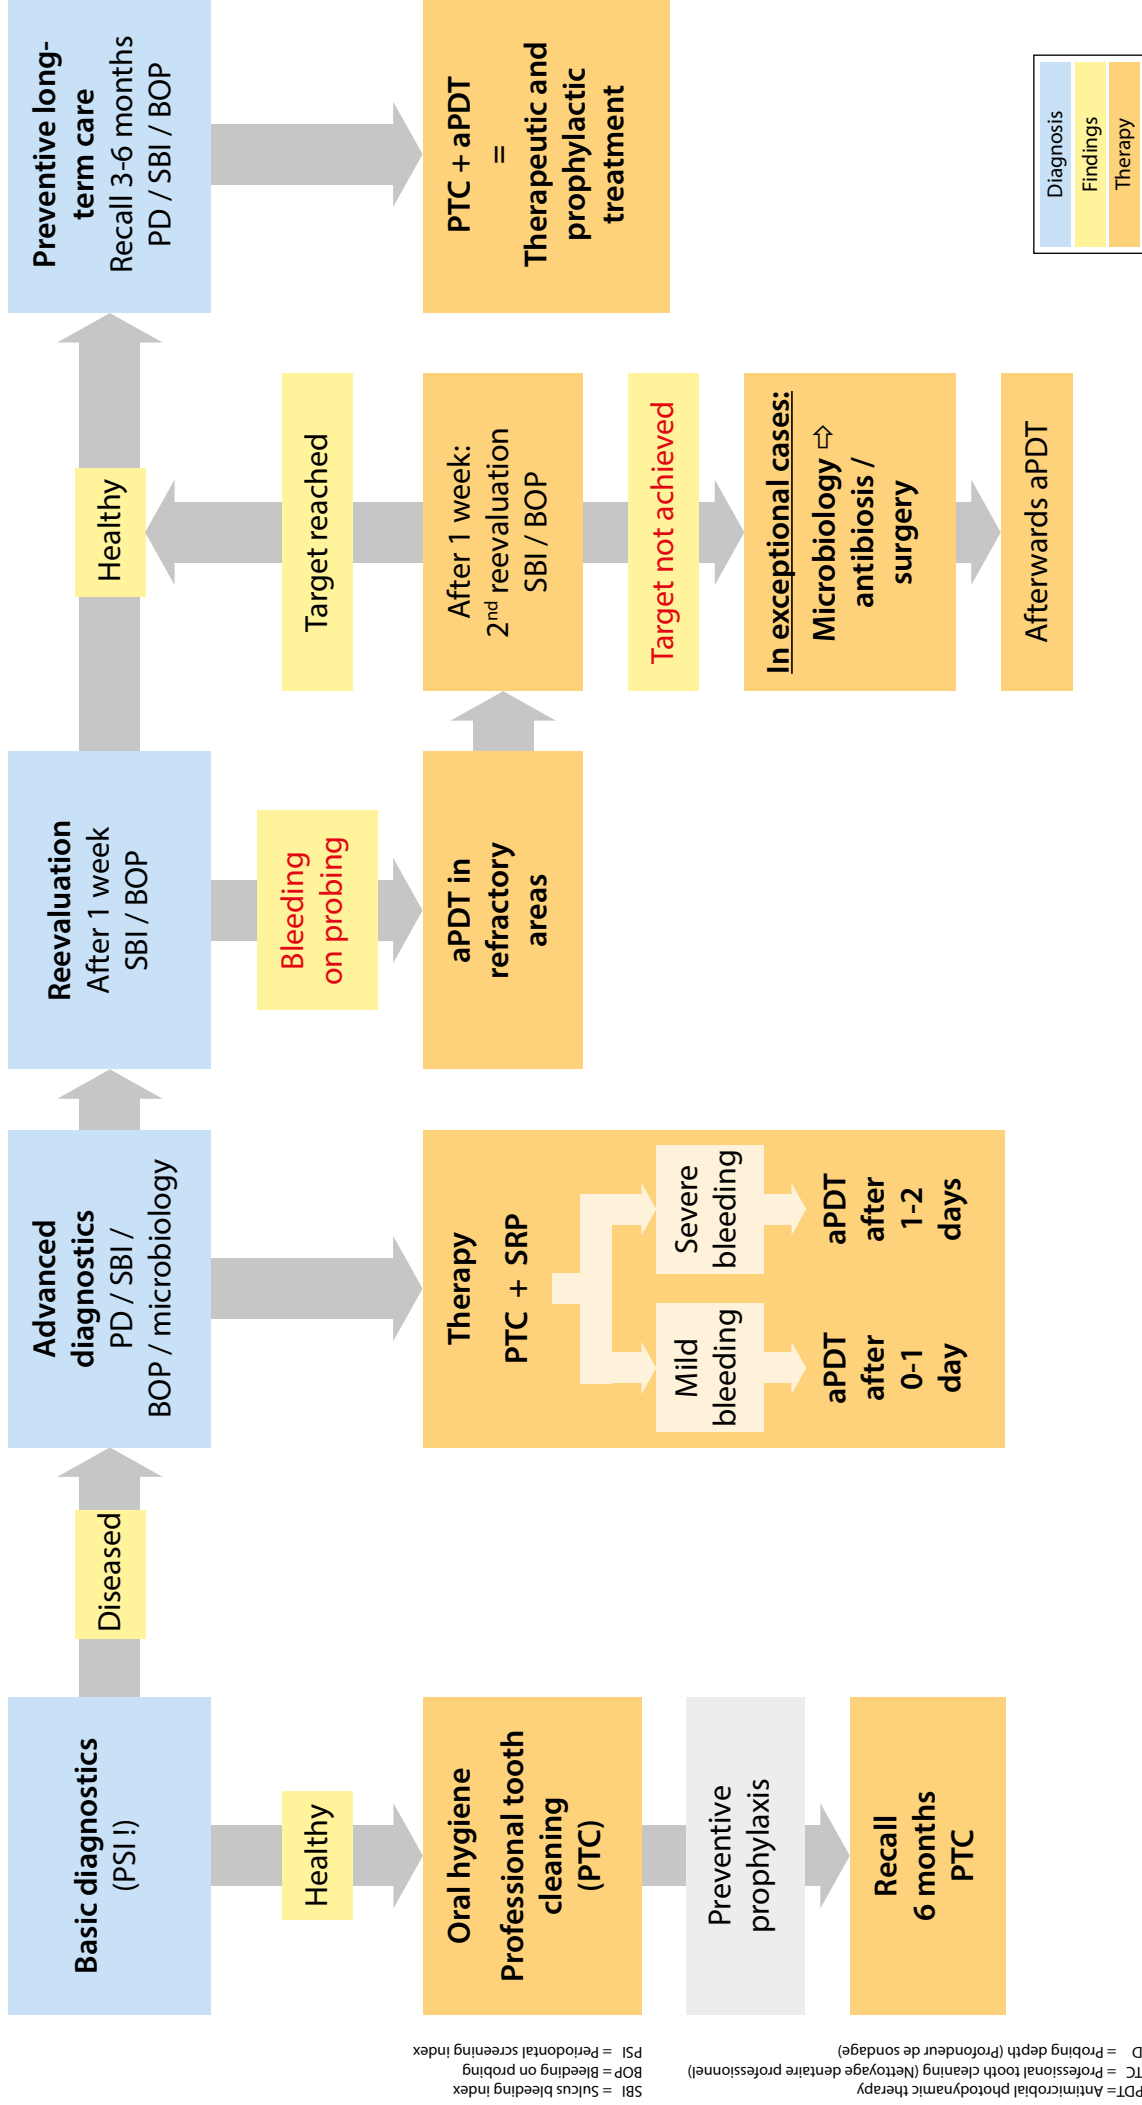 Basic diagnostics
(PSI !)
Diseased
Advanced
diagnostics
PD / SBI /
BOP / microbiology
Reevaluation
After 1 week
SBI / BOP
Healthy
Preventive long-
term care
Recall 3-6 months
PD / SBI / BOP
Healthy
Oral hygiene
Professional tooth
cleaning
(PTC)
Preventive
prophylaxis
Recall
6 months
PTC
Therapy
PTC + SRP
Mild
bleeding
aPDT
after
0-1
day
Severe
bleeding
aPDT
after
1-2
days
Bleeding
on probing
aPDT in
refractory
areas
Target reached
After 1 week:
2nd reevaluation
SBI / BOP
Target not achieved
In exceptional cases:
Microbiology ⇨
antibiosis /
surgery
Afterwards aPDT
PTC + aPDT
=
Therapeutic and
prophylactic
treatment
Diagnosis
Findings
Therapy
PDT= Antimicrobial photodynamic therapy
TC = Professional tooth cleaning (Nettoyage dentaire professionnel)
D = Probing depth (Profondeur de sondage)
SBI = Sulcus bleeding index
BOP= Bleeding on probing
PSI = Periodontal screening index